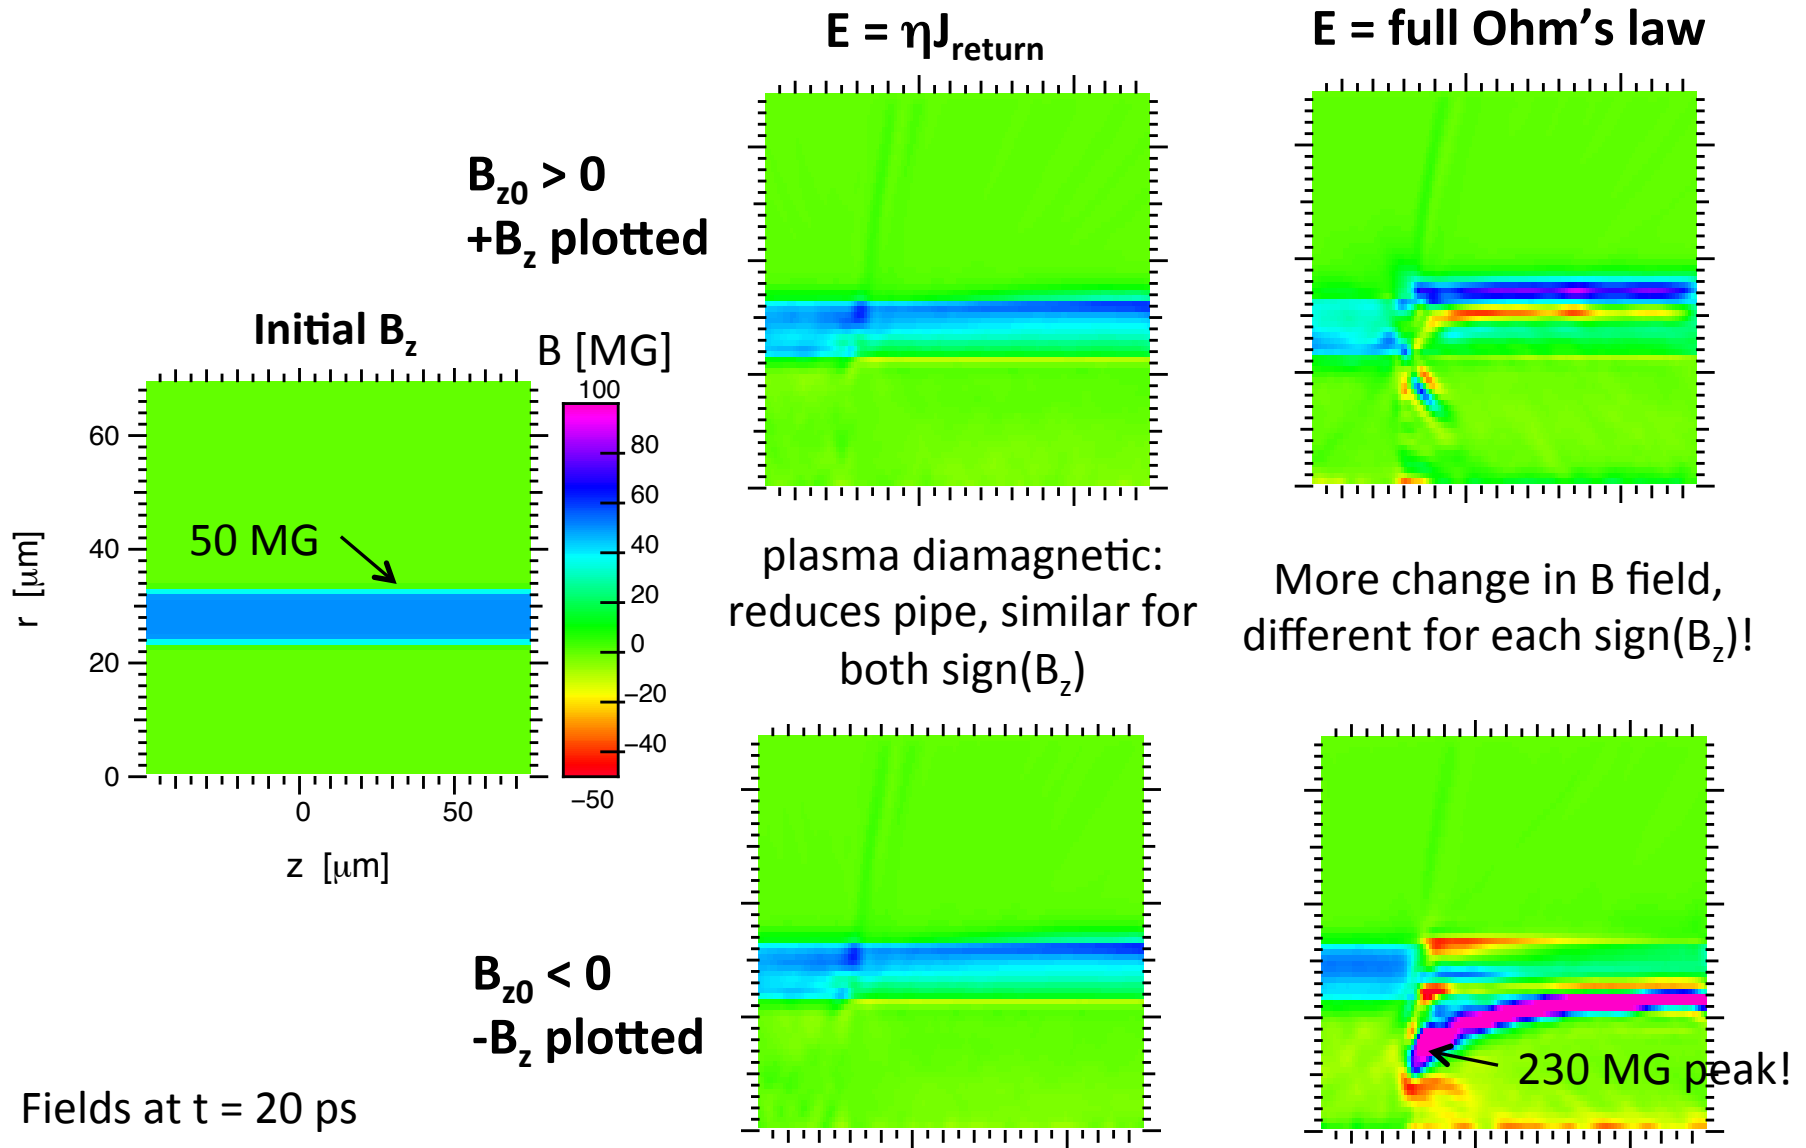 E = ηJreturn
E = full Ohm's law
Bz0 > 0
+Bz plotted
Initial Bz
B [MG]
100
80
60
40
20
0
−20
−40
−50
50 MG
r [μm]
60
40
20
0
0
50
z [μm]
plasma diamagnetic:
reduces pipe, similar for
both sign(Bz)
More change in B field,
different for each sign(Bz)!
Bz0 < 0
-Bz plotted
230 MG peak!
Fields at t = 20 ps